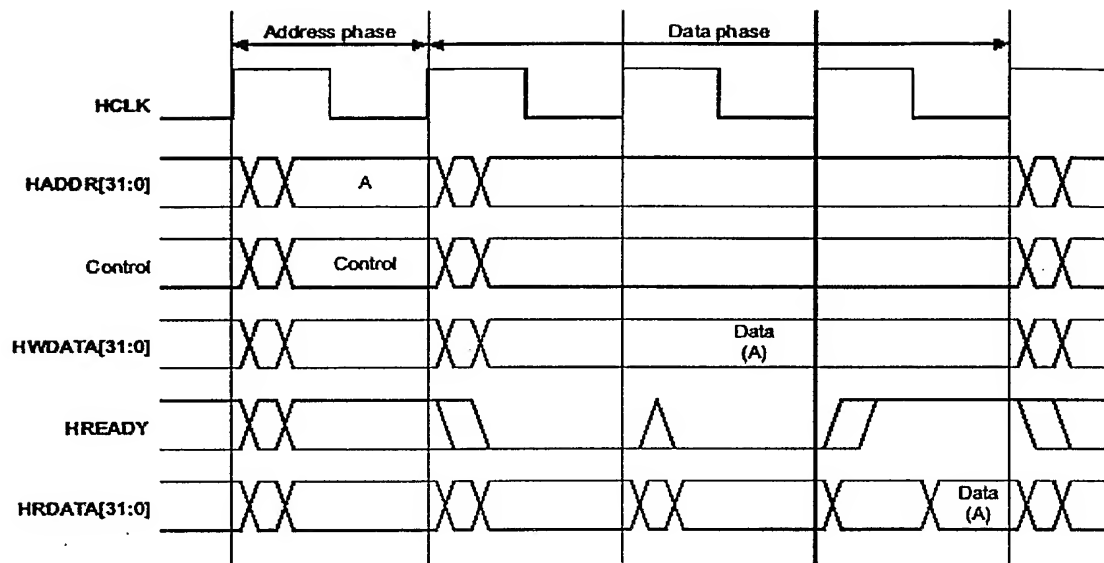 Address phase
Data phase
HCLK
HADDR[31:0]
A
Control
Control
HWDATA[31:0]
Data
(A)
HREADY
HRDATA[31:0]
Data
(A)